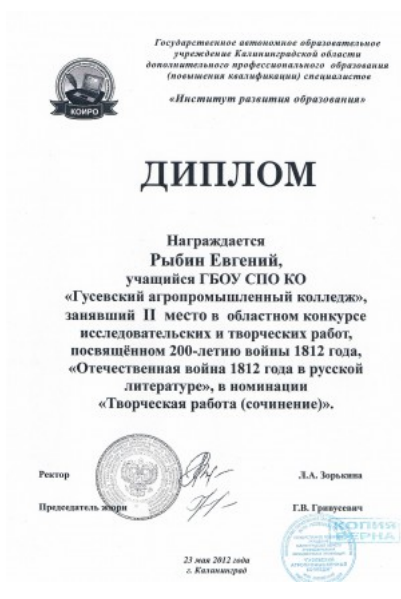 Государственное автономное образовательное
учреждение Калининградской области
дополнительного профессионального образования
(повышения квалификации) специалистов
«Институт развития образования»
КОИРО
ДИПЛОМ
Награждается
Рыбин Евгений,
учащийся ГБОУ СПО КО
«Гусевский агропромышленный колледж»,
занявший II место в областном конкурсе
исследовательских и творческих работ,
посвящённом 200-летию войны 1812 года,
«Отечественная война 1812 года в русской
литературе», в номинации
«Творческая работа (сочинение)».
Ректор Л.А. Зорькина
Председатель жюри Г.В. Гривусевич
КОПИЯ
ВЕРНА
23 мая 2012 года
г. Калининград